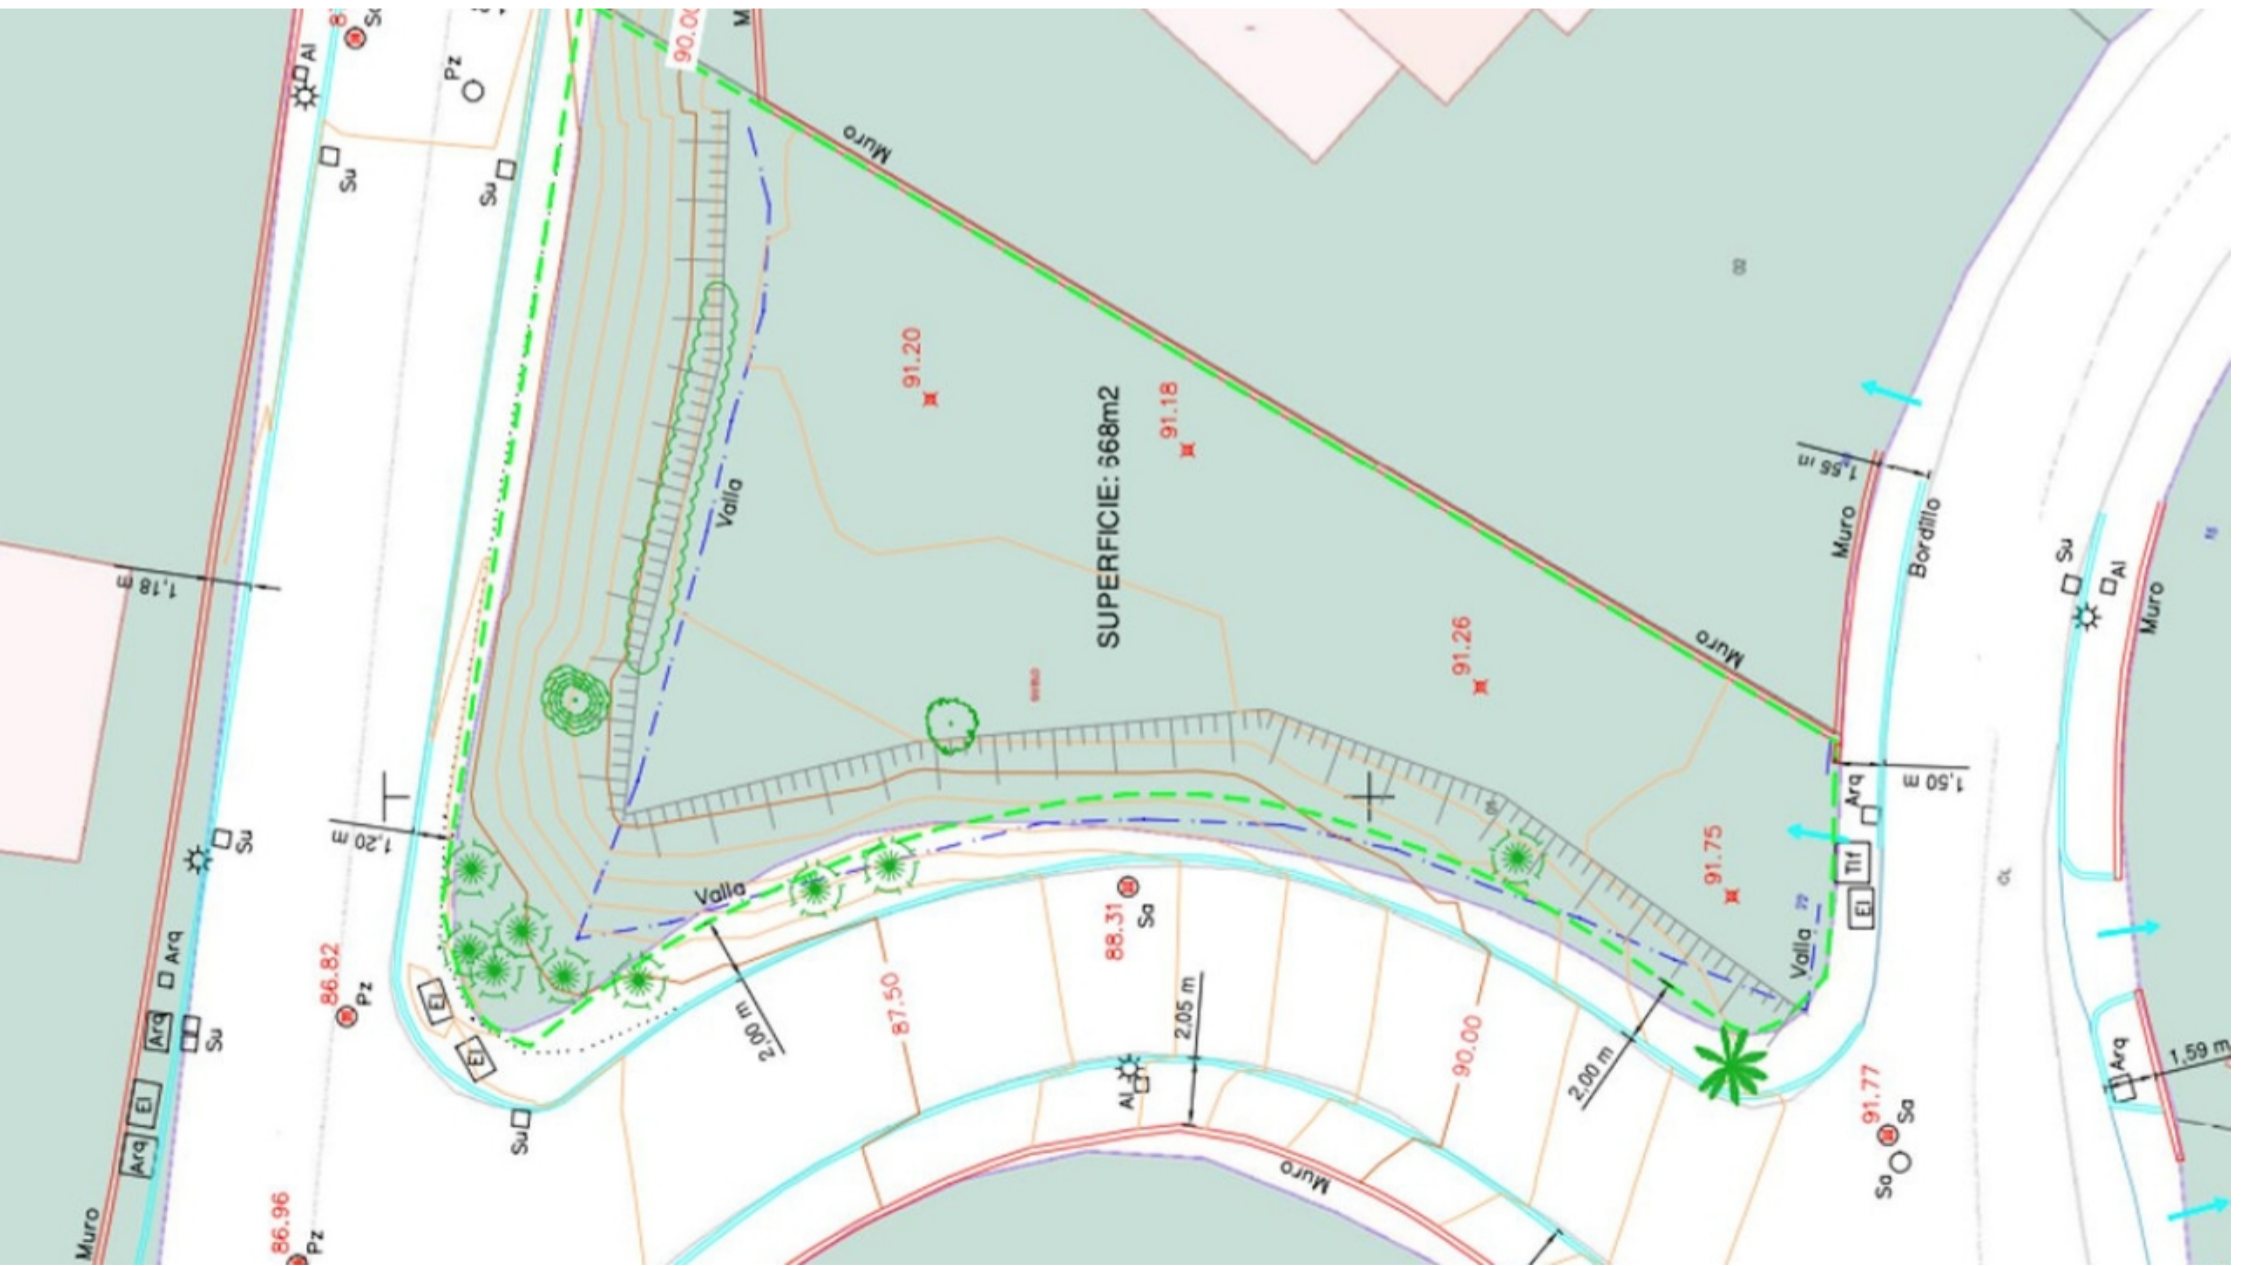 90.00
Al
Pz
Su
Su
Muro
91.20
91.18
SUPERFICIE: 668m2
Valla
1,55 m
Muro
Bordillo
1,18 m
91.26
Muro
Su
Al
Muro
1,50 m
Arq
Tlf
El
1,20 m
Su
Valla
91.75
Valla
88.31
Sa
86.82
Pz
Arq
Arq
Su
El
El
2,00 m
87.50
2,05 m
90.00
2,00 m
Al
91.77
Sa
Sa
Arq
1,59 m
El
Arq
Su
Muro
Muro
86.96
Pz